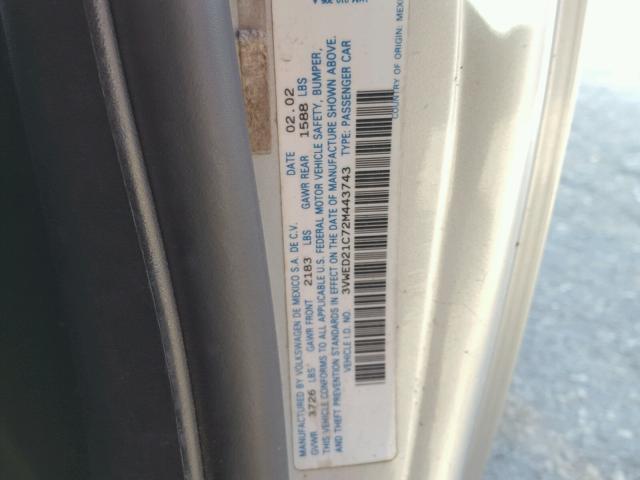 MANUFACTURED BY VOLKSWAGEN DE MEXICO S.A. DE C.V. DATE 02.02
GVWR 3726 LBS GAWR FRONT 2183 LBS GAWR REAR 1588 LBS
THIS VEHICLE CONFORMS TO ALL APPLICABLE U.S. FEDERAL MOTOR VEHICLE SAFETY, BUMPER,
AND THEFT PREVENTION STANDARDS IN EFFECT ON THE DATE OF MANUFACTURE SHOWN ABOVE.
VEHICLE I.D. NO. 3VWED21C72M443743 TYPE: PASSENGER CAR
COUNTRY OF ORIGIN: MEXI